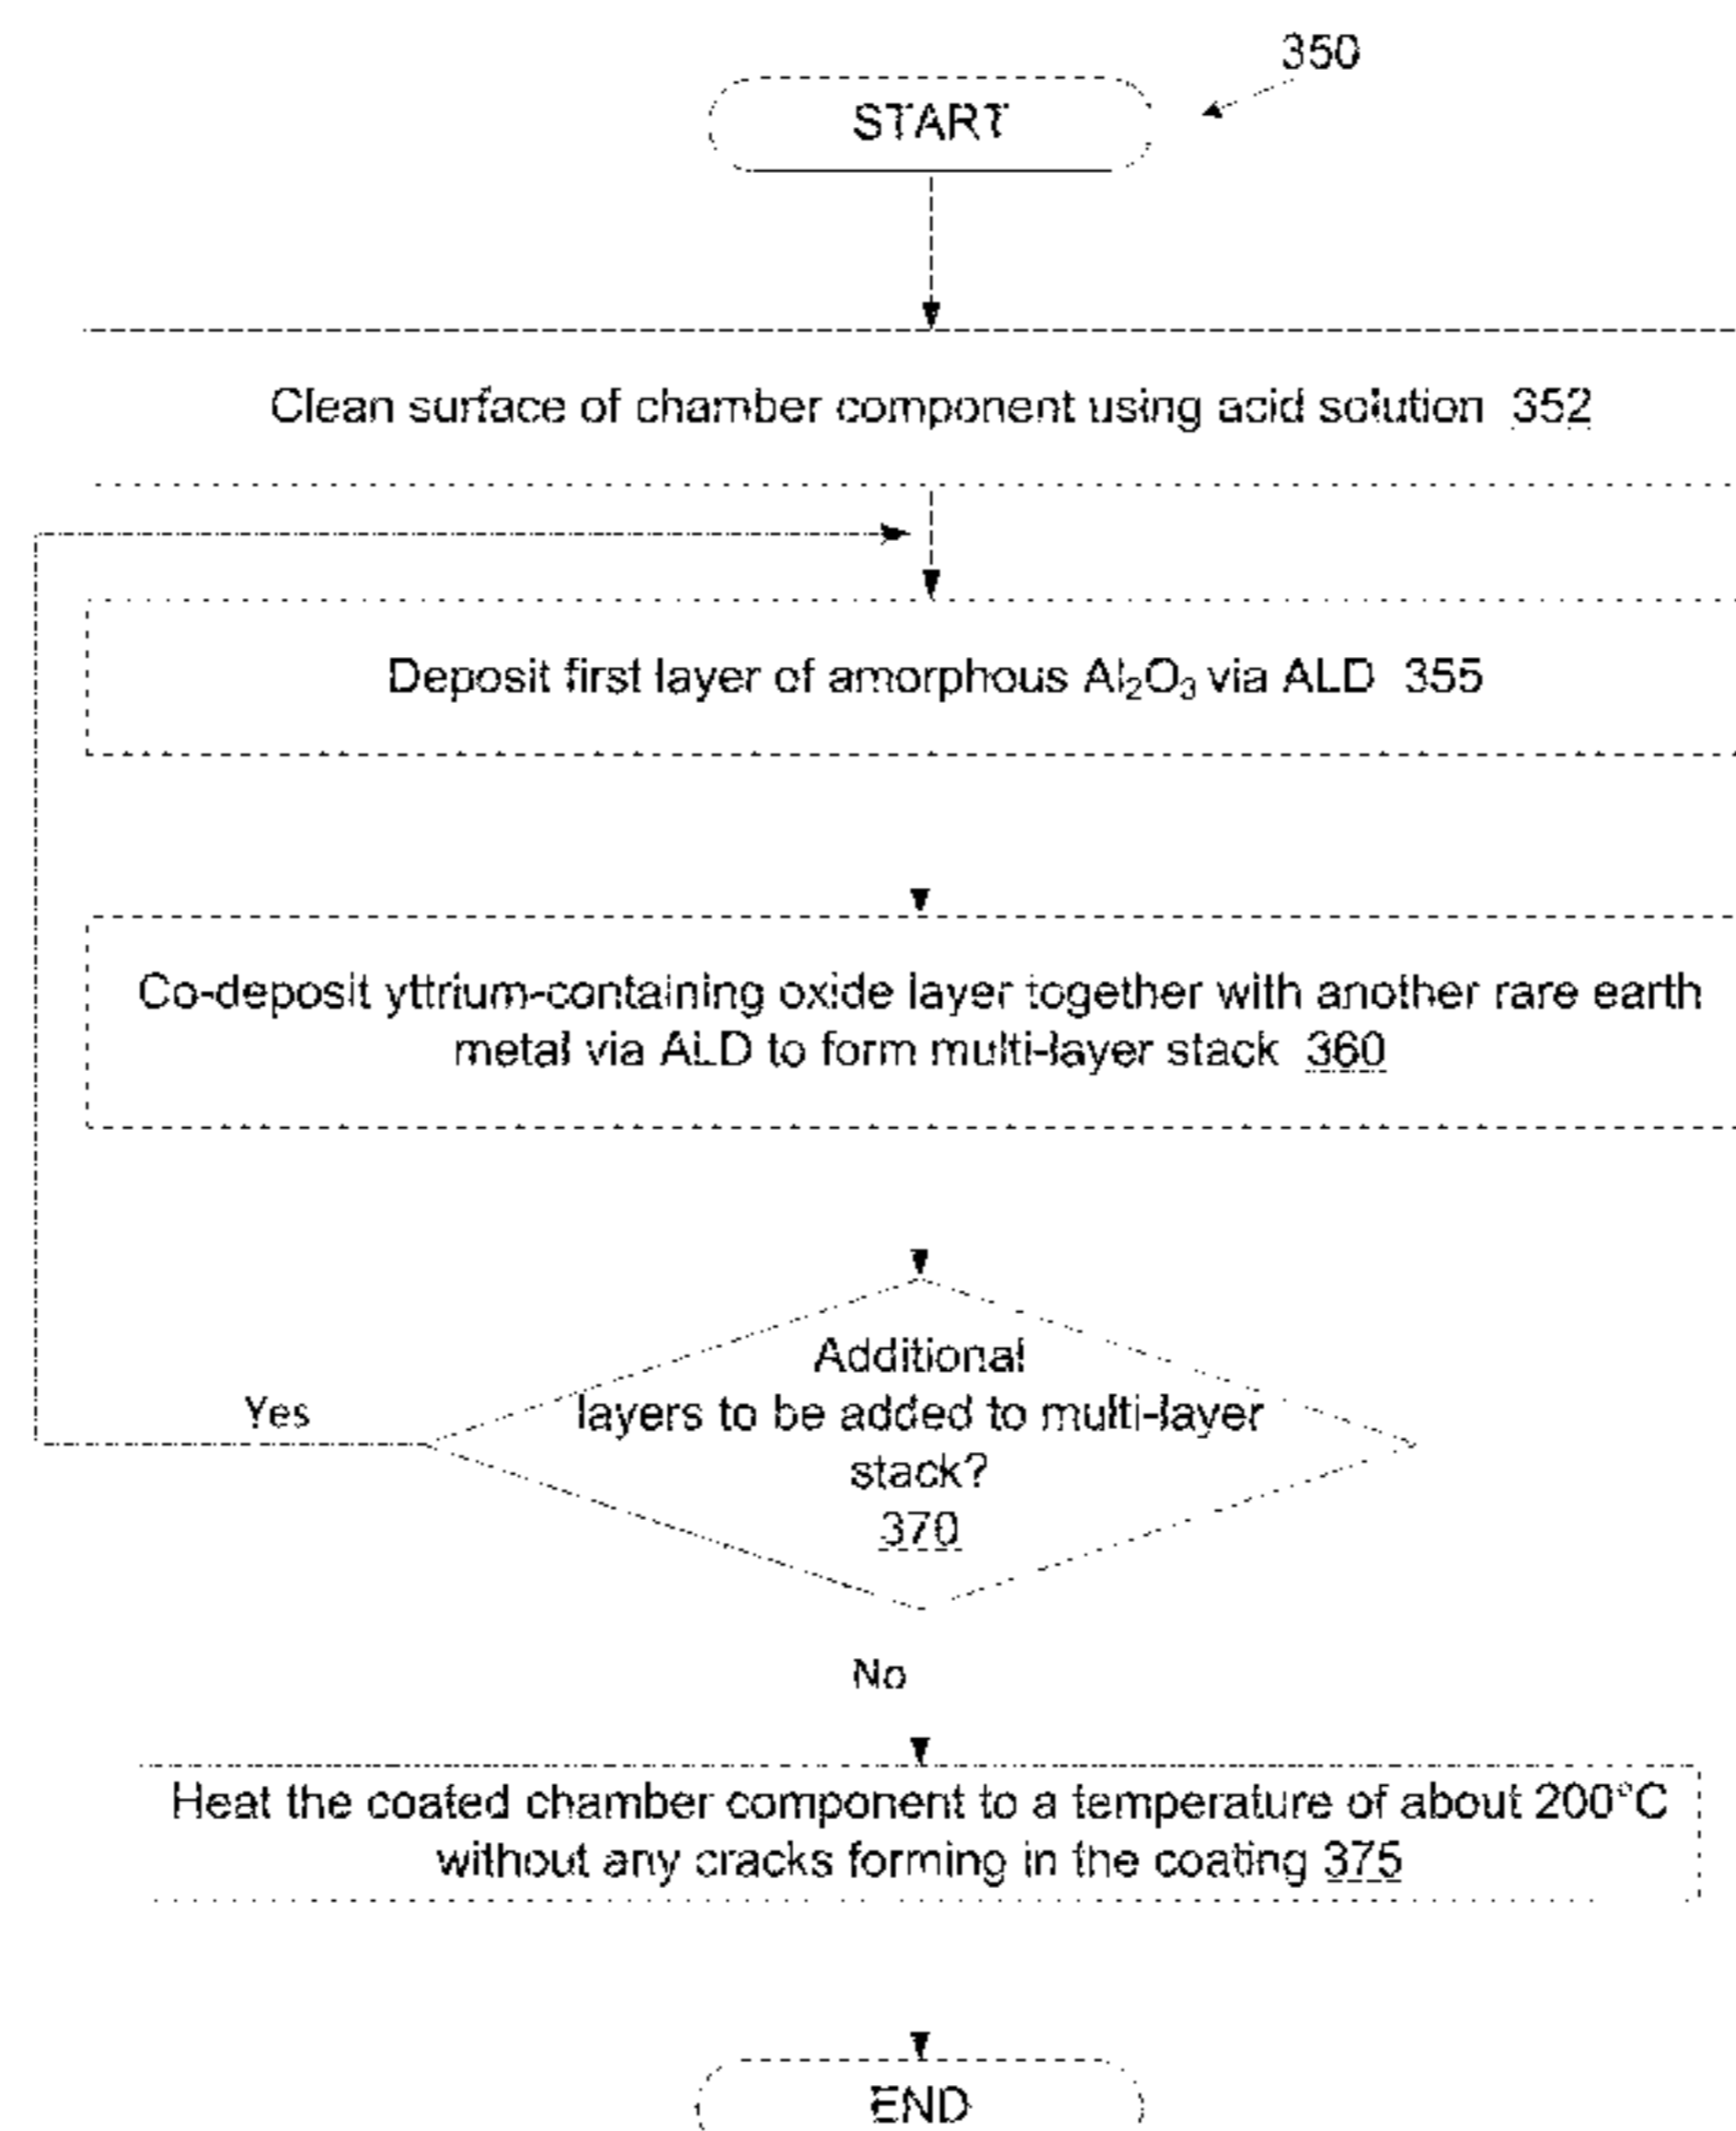 350
START
Clean surface of chamber component using acid solution 352
Deposit first layer of amorphous Al₂O₃ via ALD 355
Co-deposit yttrium-containing oxide layer together with another rare earth
metal via ALD to form multi-layer stack 360
Additional
layers to be added to multi-layer
stack?
370
Yes
No
Heat the coated chamber component to a temperature of about 200°C
without any cracks forming in the coating 375
END